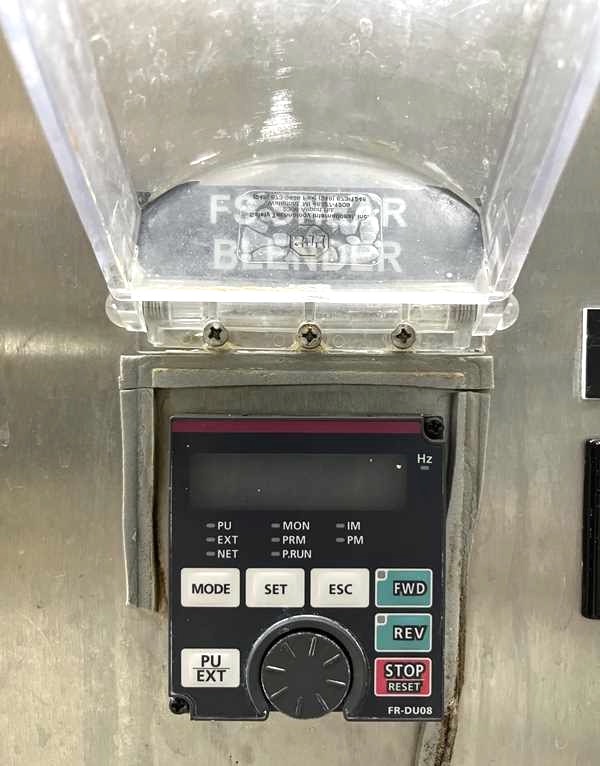 BLENDER
Hz
PU MON IM
EXT PRM PM
NET P.RUN
MODE SET ESC FWD
REV
PU
EXT
STOP
RESET
FR-DU08